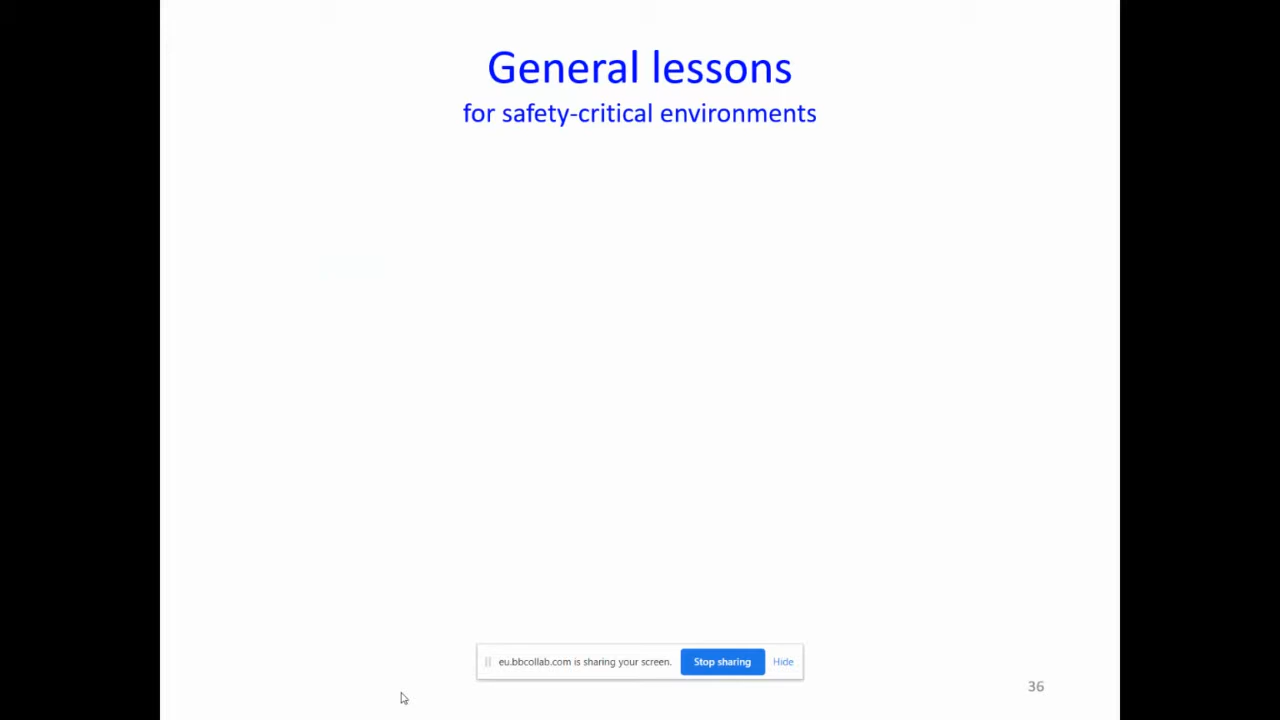 General lessons
for safety-critical environments
eu.bbcollab.com is sharing your screen. Stop sharing Hide
36